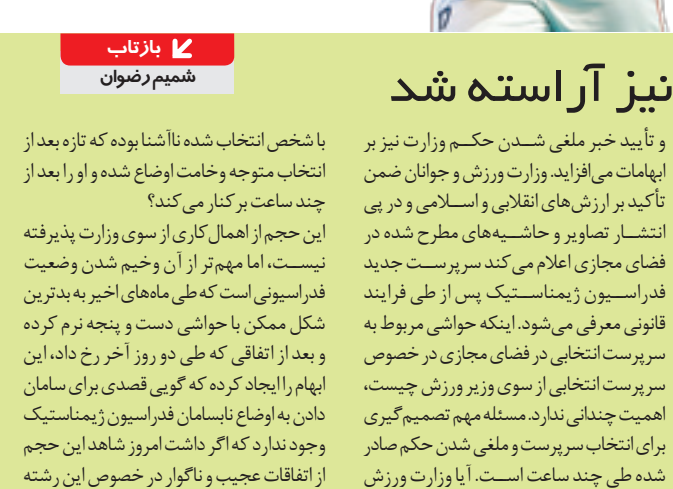 بازتاب
شمیم رضوان
نیز آراسته شد
و تأیید خبر ملغی شدن حکم وزارت نیز بر
ابهامات می‌افزاید. وزارت ورزش و جوانان ضمن
تأکید بر ارزش‌های انقلابی و اسلامی و در پی
انتشار تصاویر و حاشیه‌های مطرح شده در
فضای مجازی اعلام می‌کند سرپرست جدید
فدراسیون ژیمناستیک پس از طی فرایند
قانونی معرفی می‌شود. اینکه حواشی مربوط به
سرپرست انتخابی در فضای مجازی در خصوص
سرپرست انتخابی از سوی وزیر ورزش چیست،
اهمیت چندانی ندارد. مسئله مهم تصمیم‌گیری
برای انتخاب سرپرست و ملغی شدن حکم صادر
شده طی چند ساعت است. آیا وزارت ورزش
با شخص انتخاب شده ناآشنا بوده که تازه بعد از
انتخاب متوجه وخامت اوضاع شده و او را بعد از
چند ساعت برکنار می‌کند؟
این حجم از اهمال کاری از سوی وزارت پذیرفته
نیست، اما مهم‌تر از آن وخیم شدن وضعیت
فدراسیونی است که طی ماه‌های اخیر به بدترین
شکل ممکن با حواشی دست و پنجه نرم کرده
و بعد از اتفاقی که طی دو روز آخر رخ داد، این
ابهام را ایجاد کرده که گویی قصدی برای سامان
دادن به اوضاع نابسامان فدراسیون ژیمناستیک
وجود ندارد که اگر داشت امروز شاهد این حجم
از اتفاقات عجیب و ناگوار در خصوص این رشته